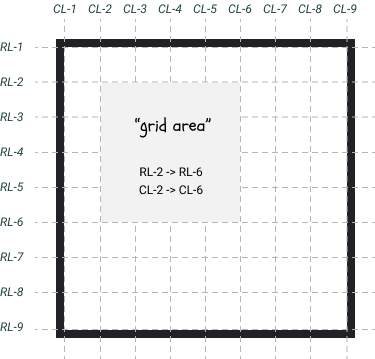 CL-1 CL-2 CL-3 CL-4 CL-5 CL-6 CL-7 CL-8 CL-9
RL-1
RL-2
RL-3
“grid area”
RL-4
RL-2 -> RL-6
RL-5
CL-2 -> CL-6
RL-6
RL-7
RL-8
RL-9